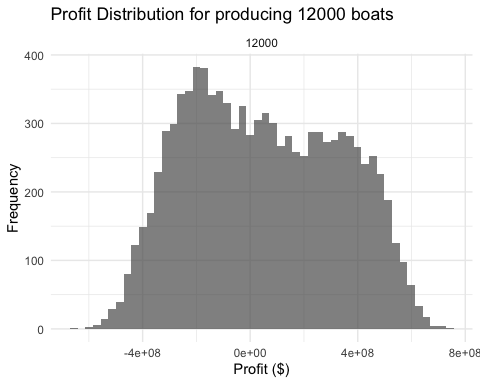 Profit Distribution for producing 12000 boats
12000
400
300
200
100
0
-4e+08 0e+00 4e+08 8e+08
Profit ($)
Frequency